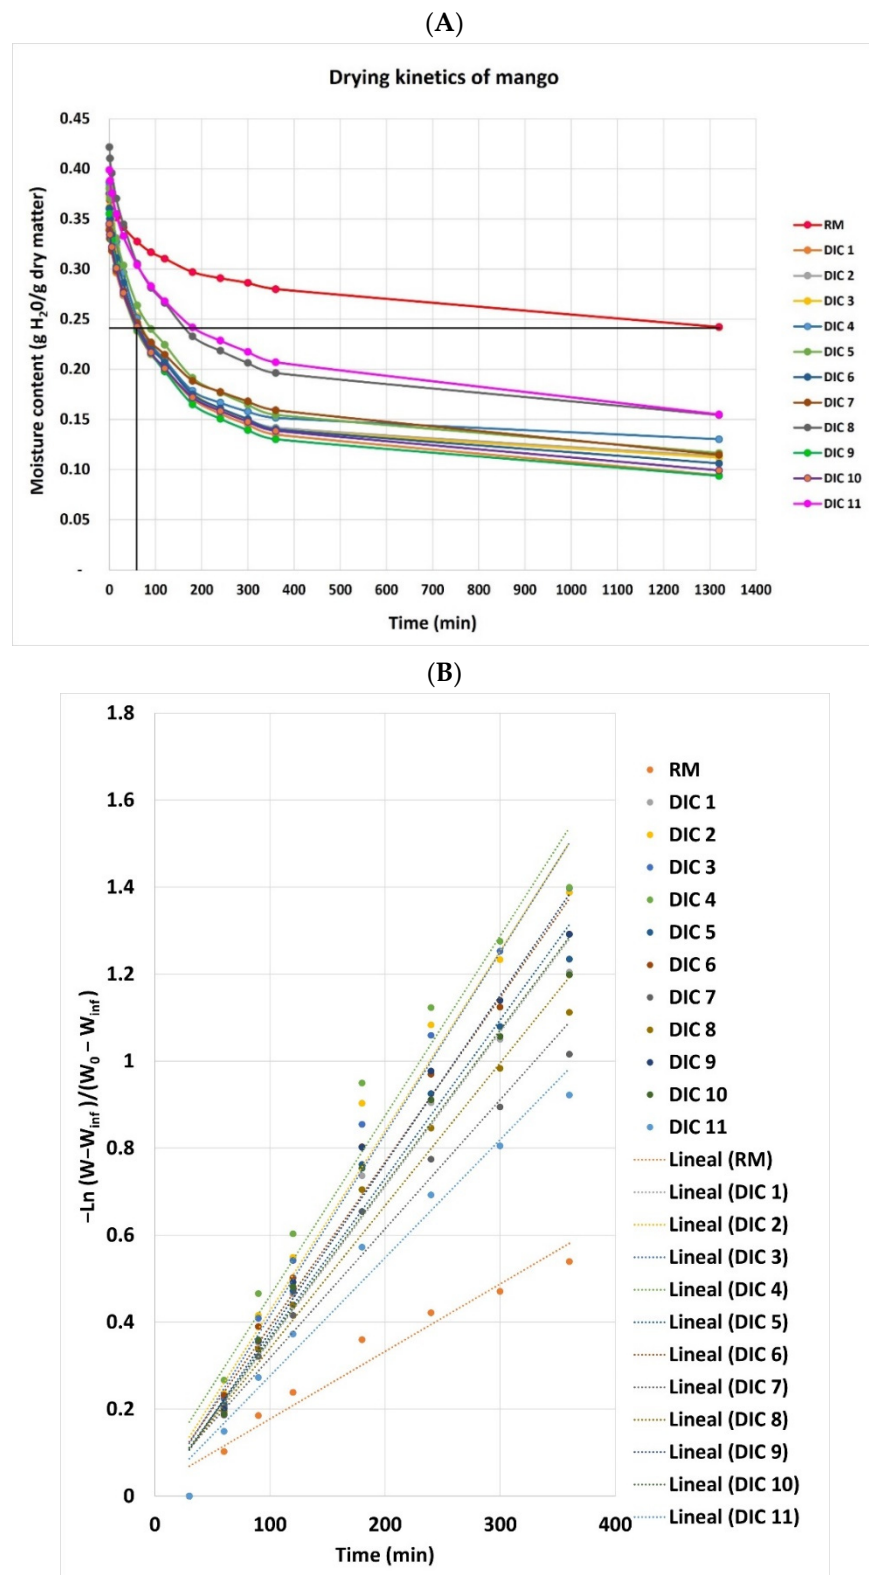 (A)
Drying kinetics of mango
Moisture content (g H₂0/g dry matter)
0.45
0.40
0.35
0.30
0.25
0.20
0.15
0.10
0.05
-
0 100 200 300 400 500 600 700 800 900 1000 1100 1200 1300 1400
Time (min)
RM
DIC 1
DIC 2
DIC 3
DIC 4
DIC 5
DIC 6
DIC 7
DIC 8
DIC 9
DIC 10
DIC 11
(B)
−Ln (W−W_inf)/(W₀ − W_inf)
1.8
1.6
1.4
1.2
1
0.8
0.6
0.4
0.2
0
0 100 200 300 400
Time (min)
RM
DIC 1
DIC 2
DIC 3
DIC 4
DIC 5
DIC 6
DIC 7
DIC 8
DIC 9
DIC 10
DIC 11
Lineal (RM)
Lineal (DIC 1)
Lineal (DIC 2)
Lineal (DIC 3)
Lineal (DIC 4)
Lineal (DIC 5)
Lineal (DIC 6)
Lineal (DIC 7)
Lineal (DIC 8)
Lineal (DIC 9)
Lineal (DIC 10)
Lineal (DIC 11)